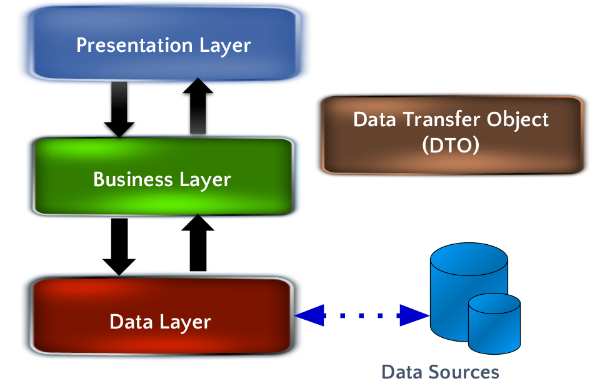 Presentation Layer
Data Transfer Object
(DTO)
Business Layer
Data Layer
Data Sources